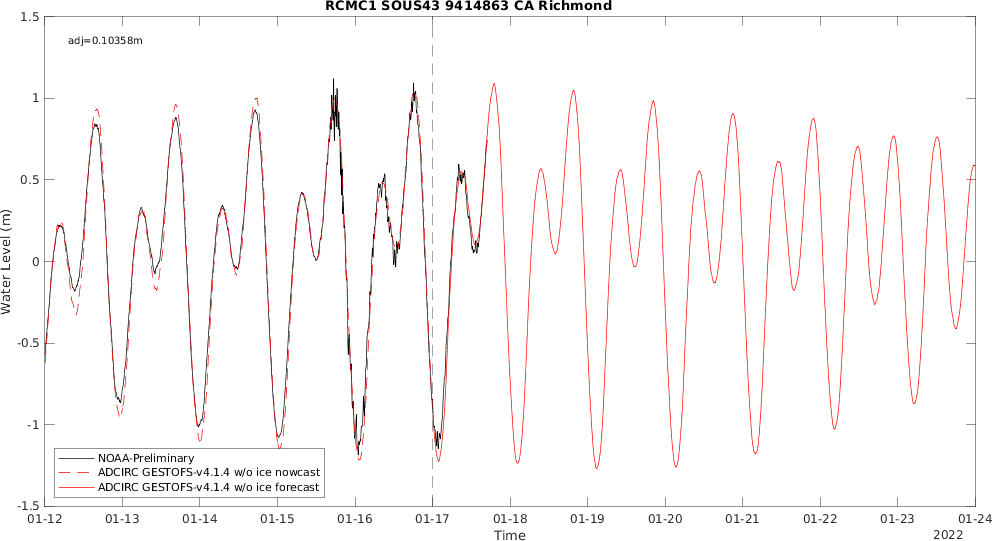 RCMC1 SOUS43 9414863 CA Richmond
adj=0.10358m
Water Level (m)
1.5
1
0.5
0
-0.5
-1
-1.5
NOAA-Preliminary
ADCIRC GESTOFS-v4.1.4 w/o ice nowcast
ADCIRC GESTOFS-v4.1.4 w/o ice forecast
01-12 01-13 01-14 01-15 01-16 01-17 01-18 01-19 01-20 01-21 01-22 01-23 01-24
Time
2022